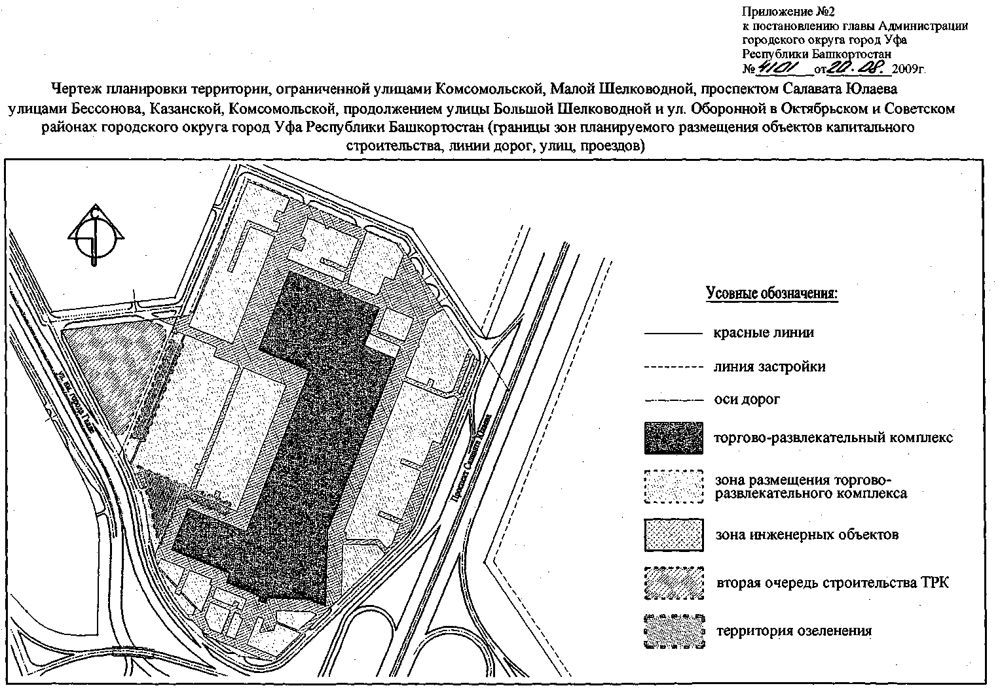 Приложение №2
к постановлению главы Администрации
городского округа город Уфа
Республики Башкортостан
№ 4101 от 20.08. 2009г.
Чертеж планировки территории, ограниченной улицами Комсомольской, Малой Шелководной, проспектом Салавата Юлаева
улицами Бессонова, Казанской, Комсомольской, продолжением улицы Большой Шелководной и ул. Оборонной в Октябрьском и Советском
районах городского округа город Уфа Республики Башкортостан (границы зон планируемого размещения объектов капитального
строительства, линии дорог, улиц, проездов)
С
Усовные обозначения:
красные линии
линия застройки
оси дорог
торгово-развлекательный комплекс
зона размещения торгово-
развлекательного комплекса
зона инженерных объектов
вторая очередь строительства ТРК
территория озеленения
ул. им. города Галле
Проспект Салавата Юлаева